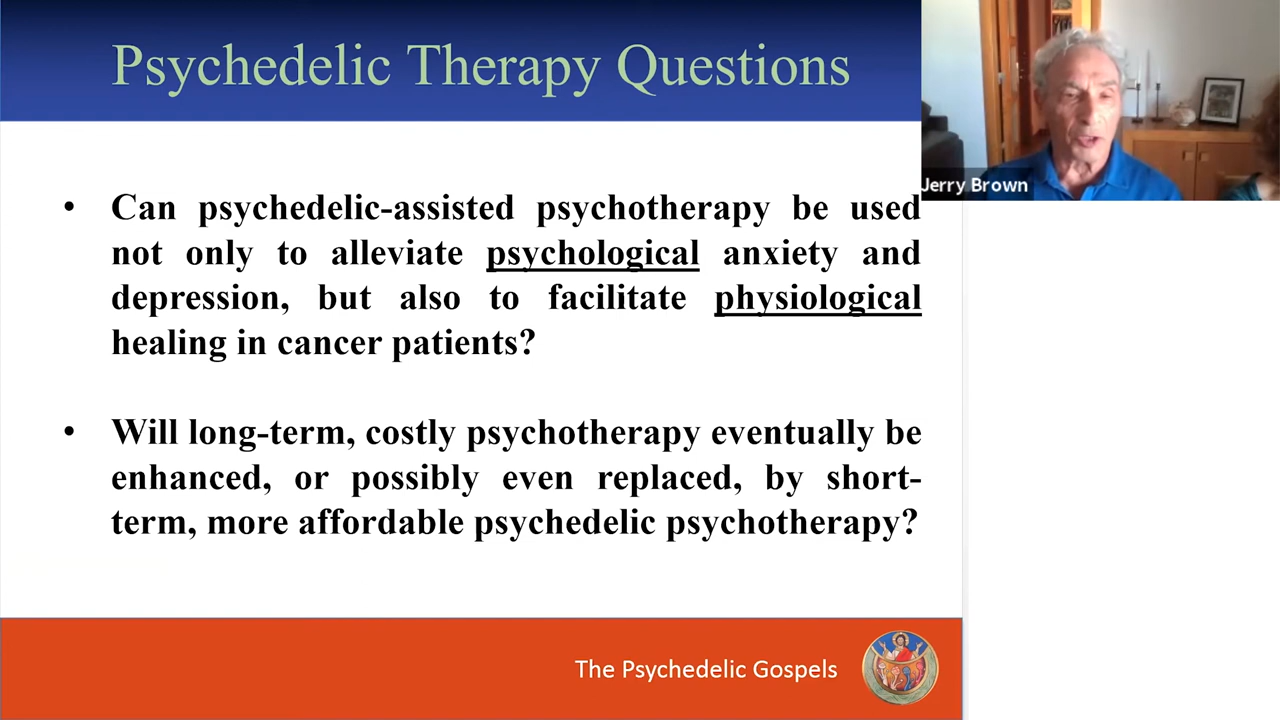 Psychedelic Therapy Questions
Jerry Brown
• Can psychedelic-assisted psychotherapy be used
not only to alleviate psychological anxiety and
depression, but also to facilitate physiological
healing in cancer patients?
• Will long-term, costly psychotherapy eventually be
enhanced, or possibly even replaced, by short-
term, more affordable psychedelic psychotherapy?
The Psychedelic Gospels